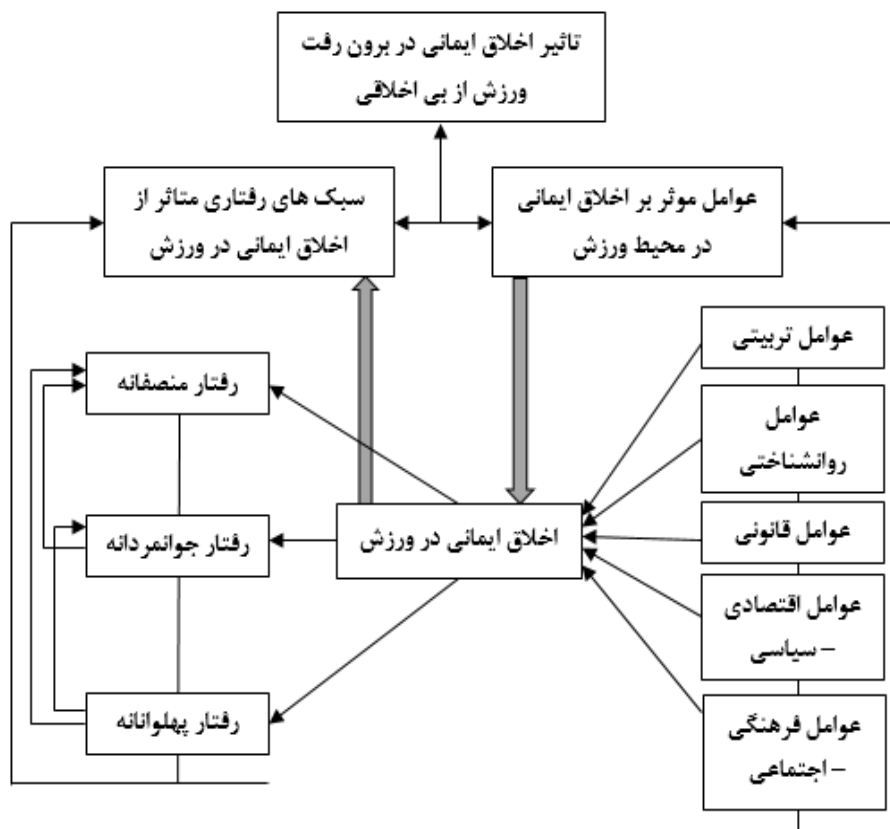 تاثیر اخلاق ایمانی در برون رفت
ورزش از بی اخلاقی
عوامل موثر بر اخلاق ایمانی
در محیط ورزش
سبک های رفتاری متاثر از
اخلاق ایمانی در ورزش
عوامل تربیتی
عوامل
روانشناختی
عوامل قانونی
عوامل اقتصادی
– سیاسی
عوامل فرهنگی
– اجتماعی
اخلاق ایمانی در ورزش
رفتار منصفانه
رفتار جوانمردانه
رفتار پهلوانانه